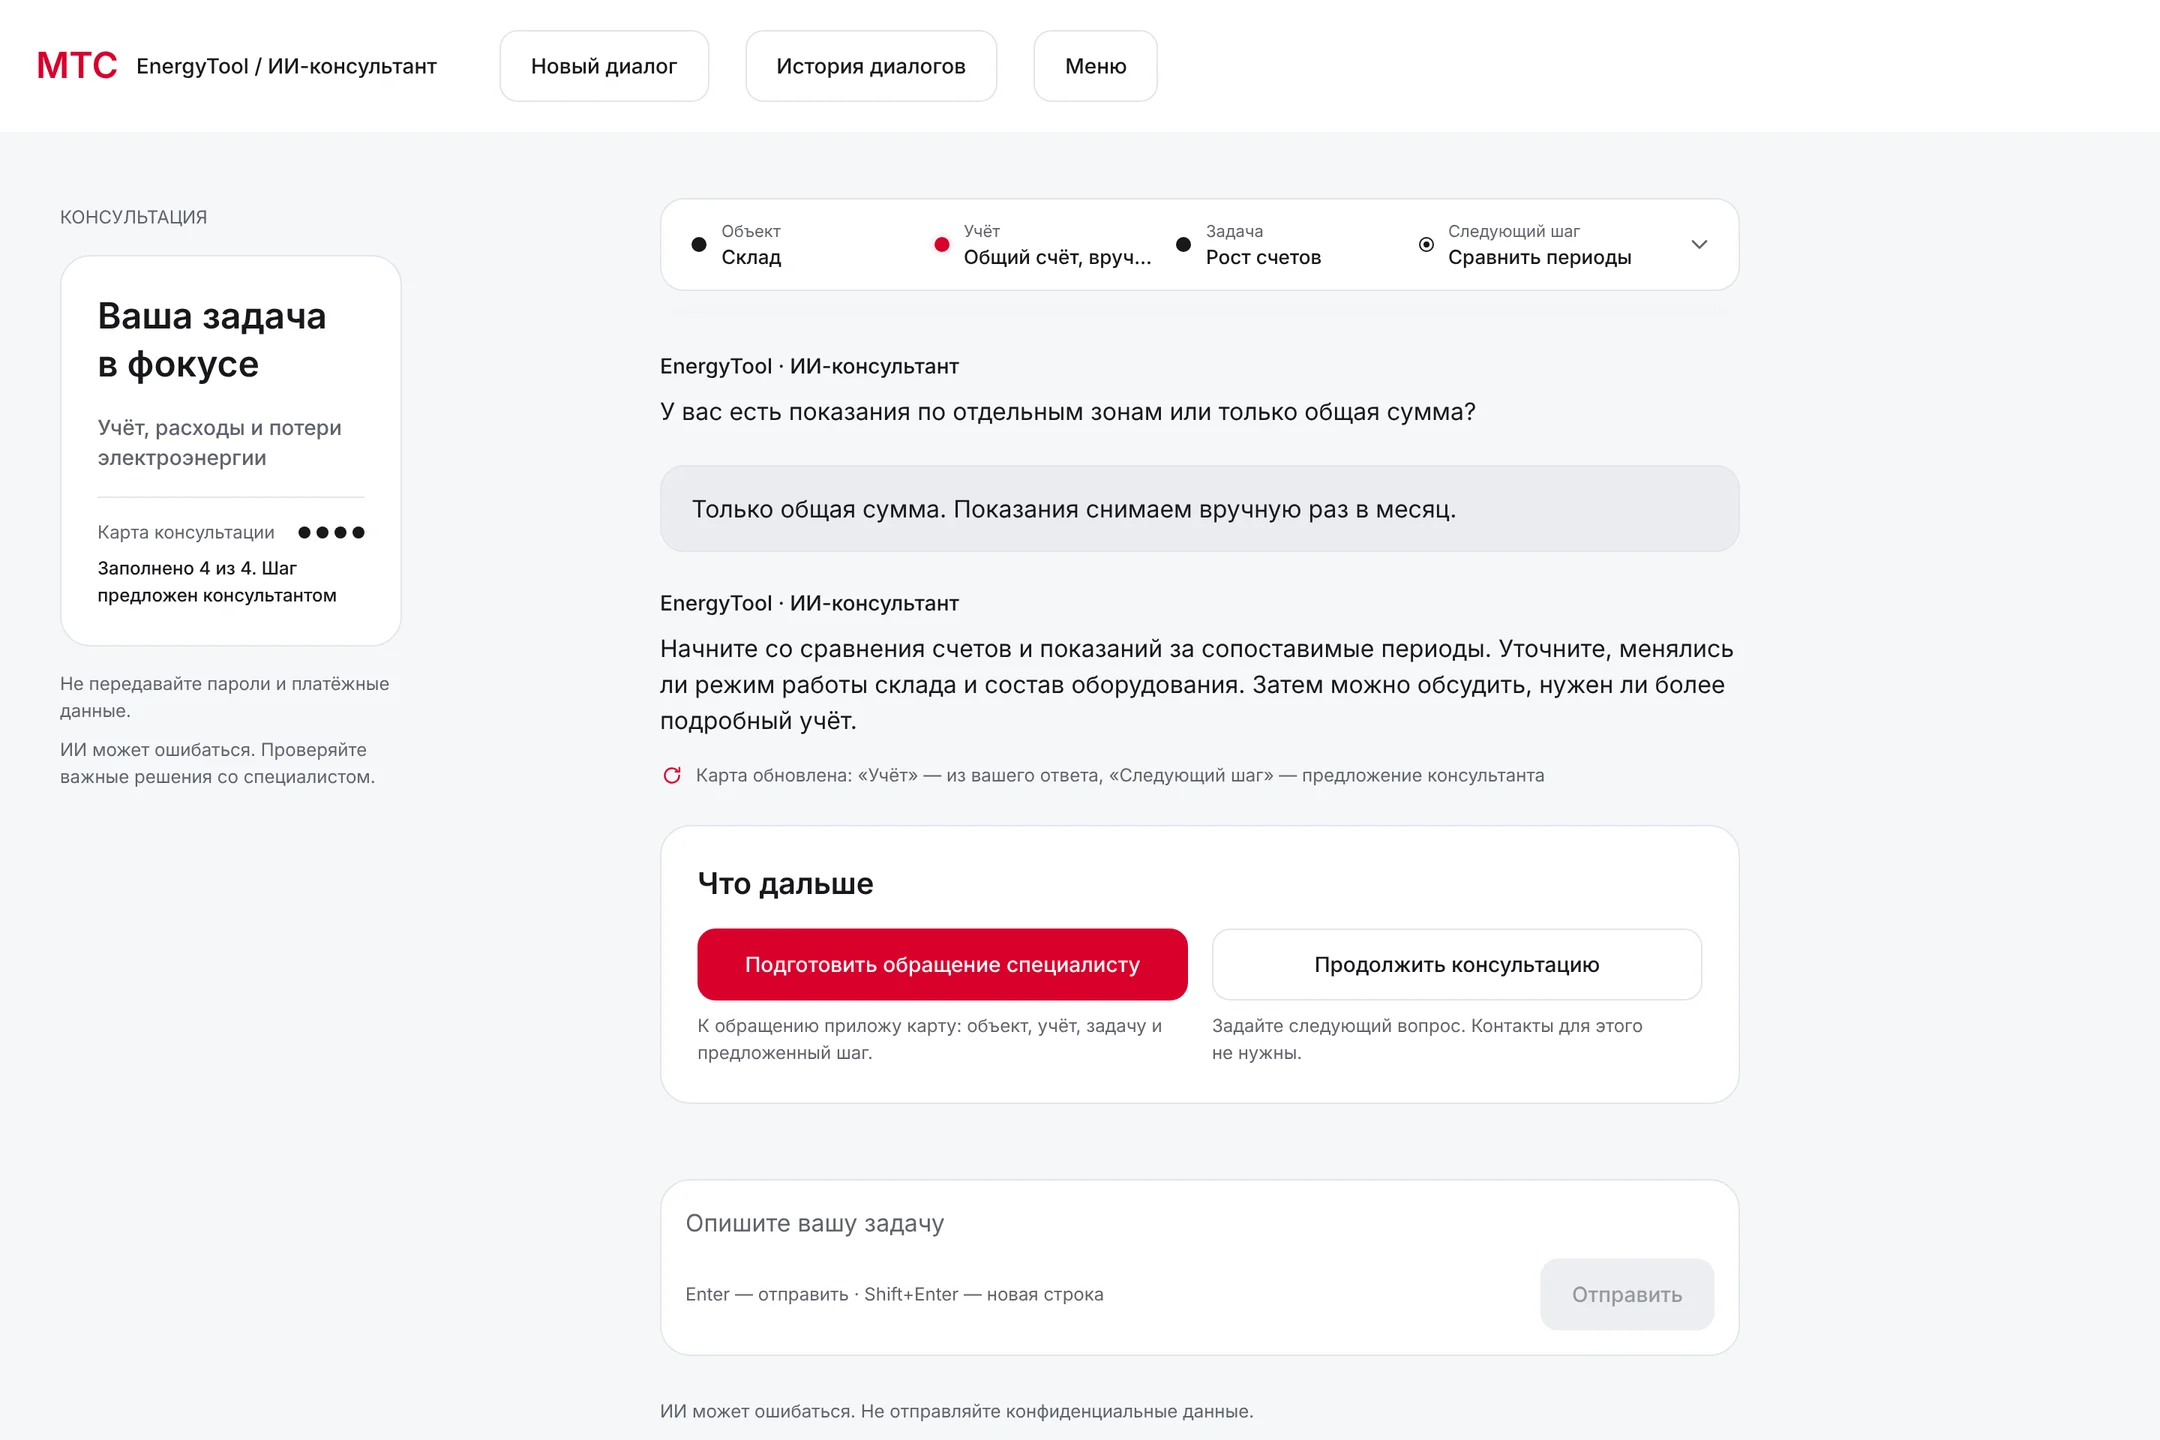 МТС
EnergyTool / ИИ-консультант
Новый диалог
История диалогов
Меню
КОНСУЛЬТАЦИЯ
Ваша задача
в фокусе
Учёт, расходы и потери
электроэнергии
Карта консультации
Заполнено 4 из 4. Шаг
предложен консультантом
Не передавайте пароли и платёжные
данные.
ИИ может ошибаться. Проверяйте
важные решения со специалистом.
Объект
Склад
Учёт
Общий счёт, вруч...
Задача
Рост счетов
Следующий шаг
Сравнить периоды
EnergyTool · ИИ-консультант
У вас есть показания по отдельным зонам или только общая сумма?
Только общая сумма. Показания снимаем вручную раз в месяц.
EnergyTool · ИИ-консультант
Начните со сравнения счетов и показаний за сопоставимые периоды. Уточните, менялись
ли режим работы склада и состав оборудования. Затем можно обсудить, нужен ли более
подробный учёт.
Карта обновлена: «Учёт» — из вашего ответа, «Следующий шаг» — предложение консультанта
Что дальше
Подготовить обращение специалисту
К обращению приложу карту: объект, учёт, задачу и
предложенный шаг.
Продолжить консультацию
Задайте следующий вопрос. Контакты для этого
не нужны.
Опишите вашу задачу
Enter — отправить · Shift+Enter — новая строка
Отправить
ИИ может ошибаться. Не отправляйте конфиденциальные данные.